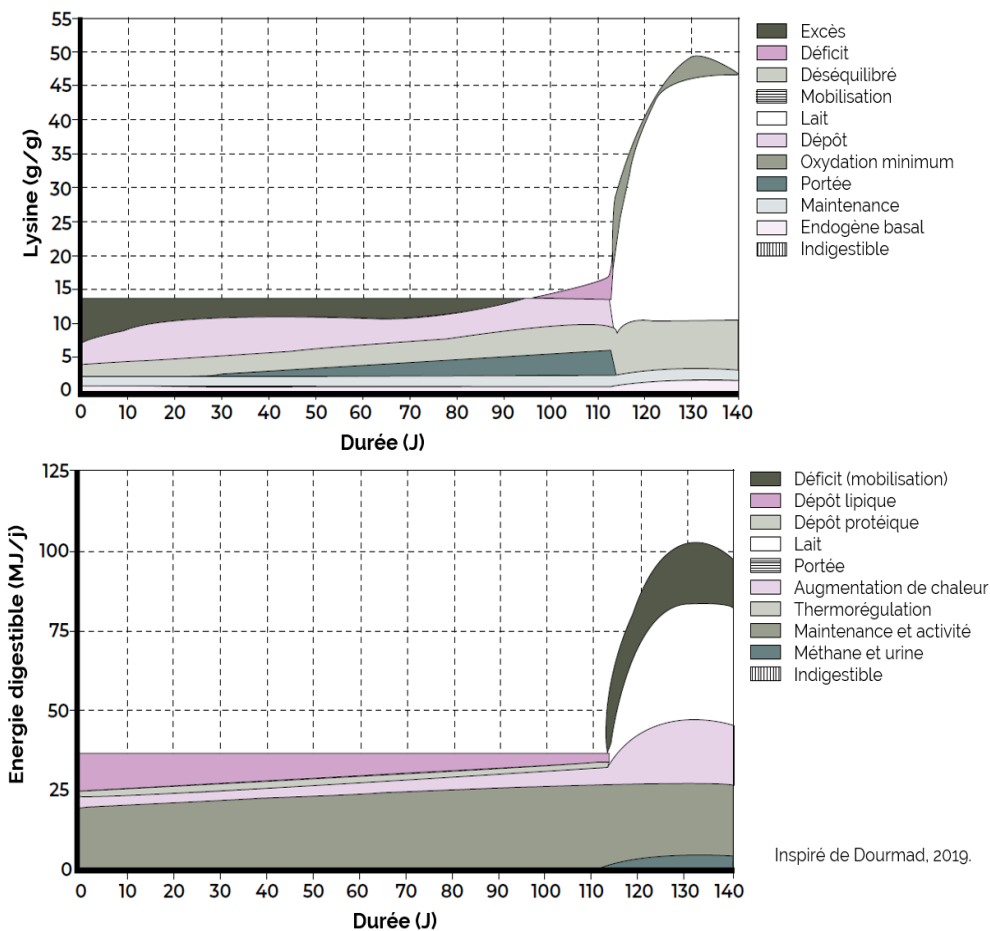 55
50
45
40
35
30
25
20
15
10
5
0
Lysine (g/g)
0 10 20 30 40 50 60 70 80 90 100 110 120 130 140
Durée (J)
Excès
Déficit
Déséquilibré
Mobilisation
Lait
Dépôt
Oxydation minimum
Portée
Maintenance
Endogène basal
Indigestible
125
100
75
50
25
0
Energie digestible (MJ/j)
0 10 20 30 40 50 60 70 80 90 100 110 120 130 140
Durée (J)
Déficit (mobilisation)
Dépôt lipique
Dépôt protéique
Lait
Portée
Augmentation de chaleur
Thermorégulation
Maintenance et activité
Méthane et urine
Indigestible
Inspiré de Dourmad, 2019.